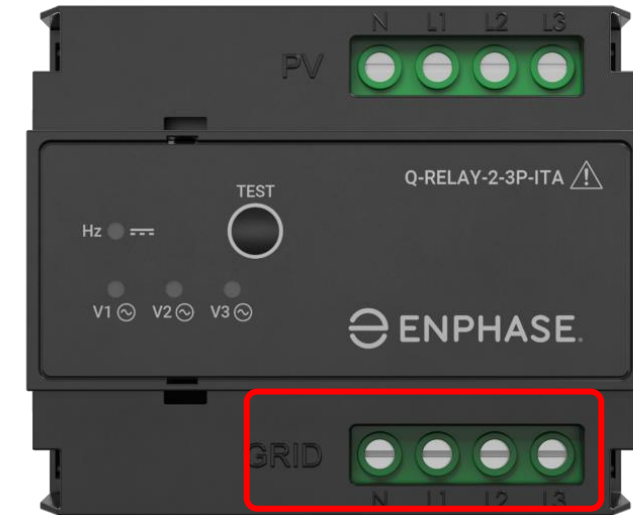 N L1 L2 L3
PV
Q-RELAY-2-3P-ITA
TEST
Hz
V1 V2 V3
ENPHASE.
GRID
N L1 L2 L3